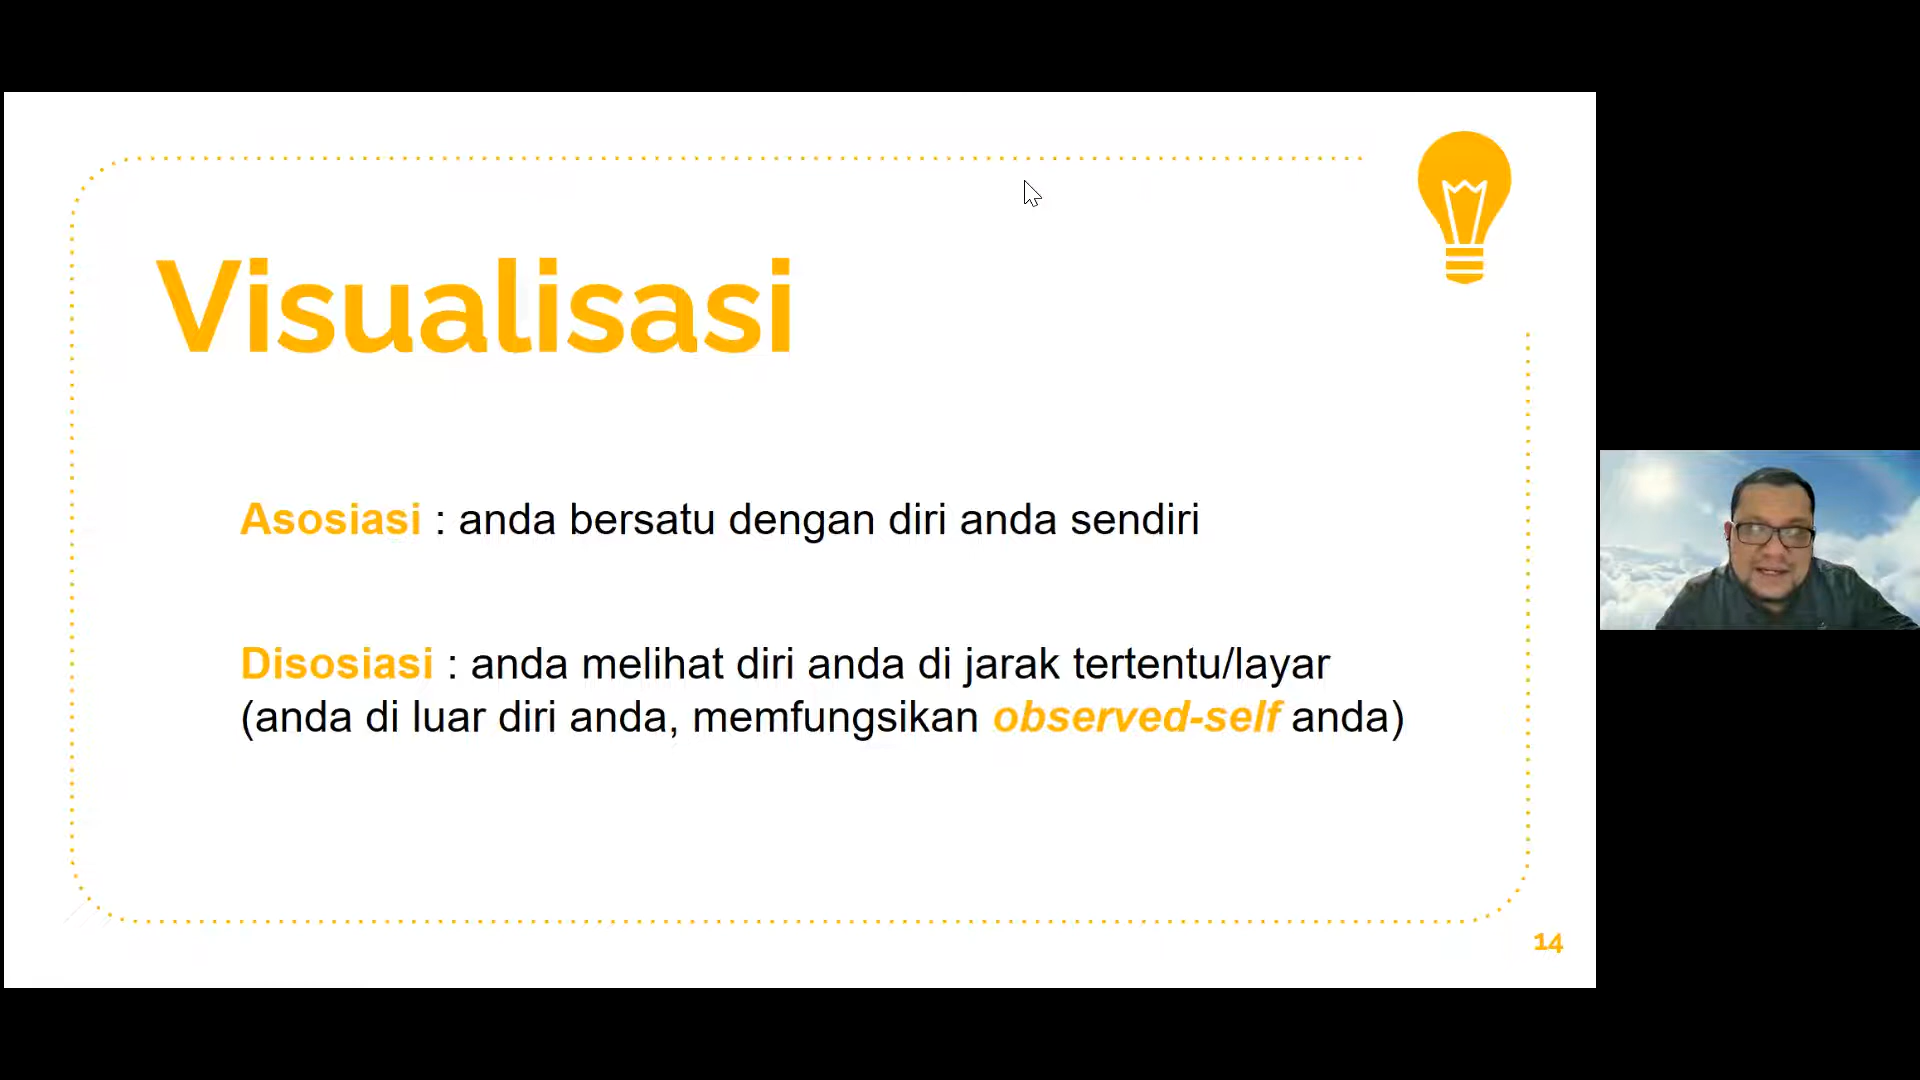 Visualisasi
Asosiasi : anda bersatu dengan diri anda sendiri
Disosiasi : anda melihat diri anda di jarak tertentu/layar
(anda di luar diri anda, memfungsikan observed-self anda)
14